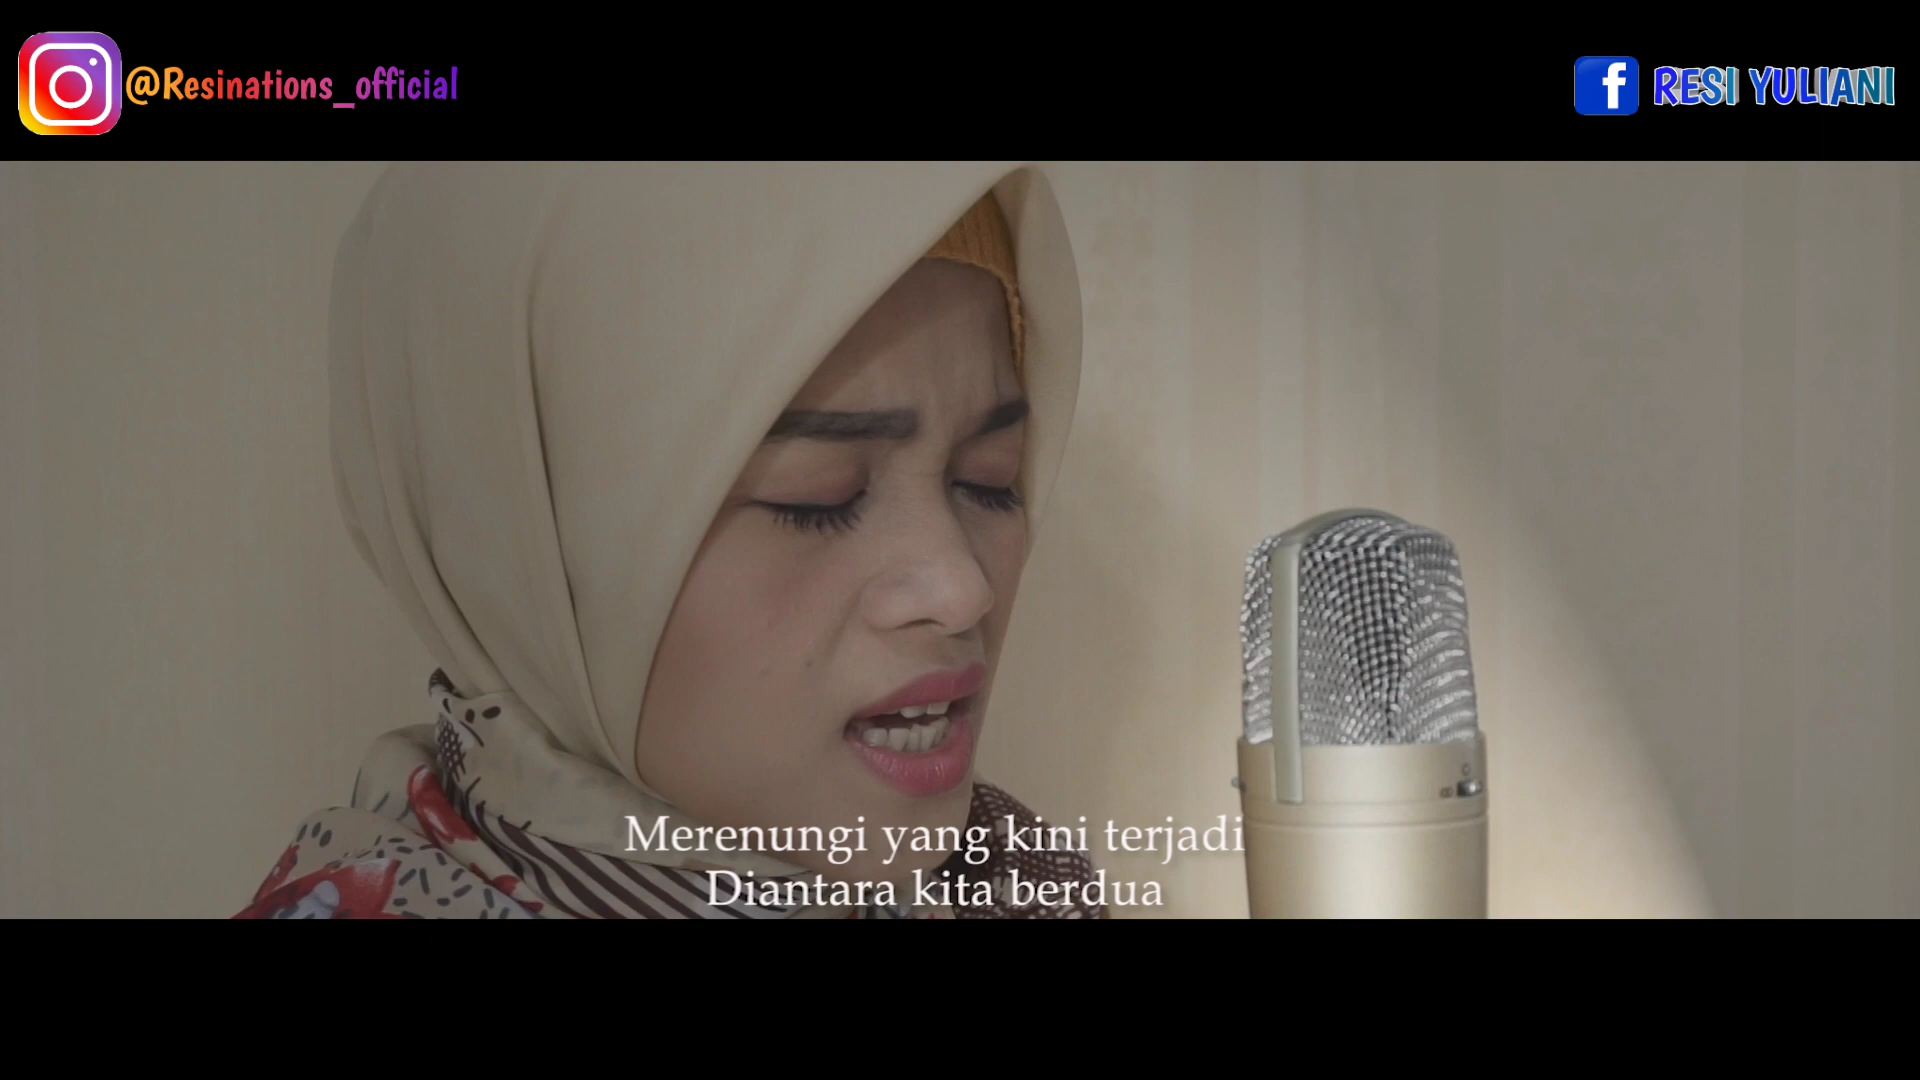 @Resinations_official
RESI YULIANI
Merenungi yang kini terjadi
Diantara kita berdua